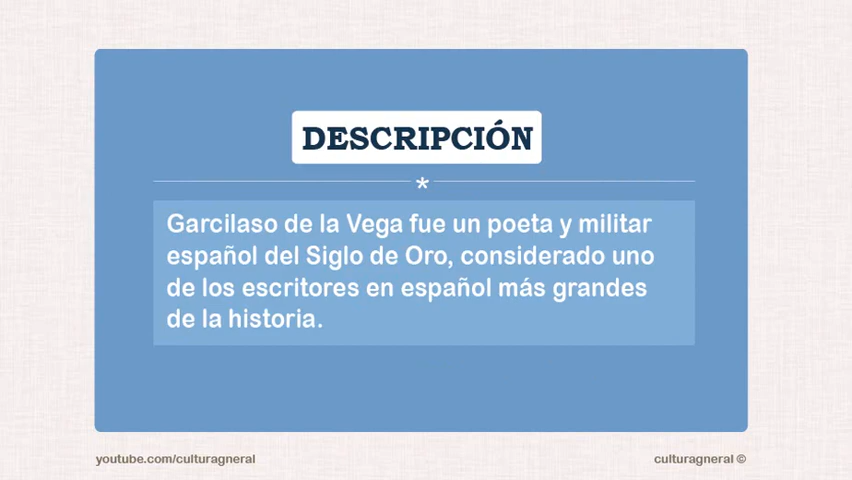 DESCRIPCIÓN
*
Garcilaso de la Vega fue un poeta y militar
español del Siglo de Oro, considerado uno
de los escritores en español más grandes
de la historia.
youtube.com/culturagneral
culturagneral ©